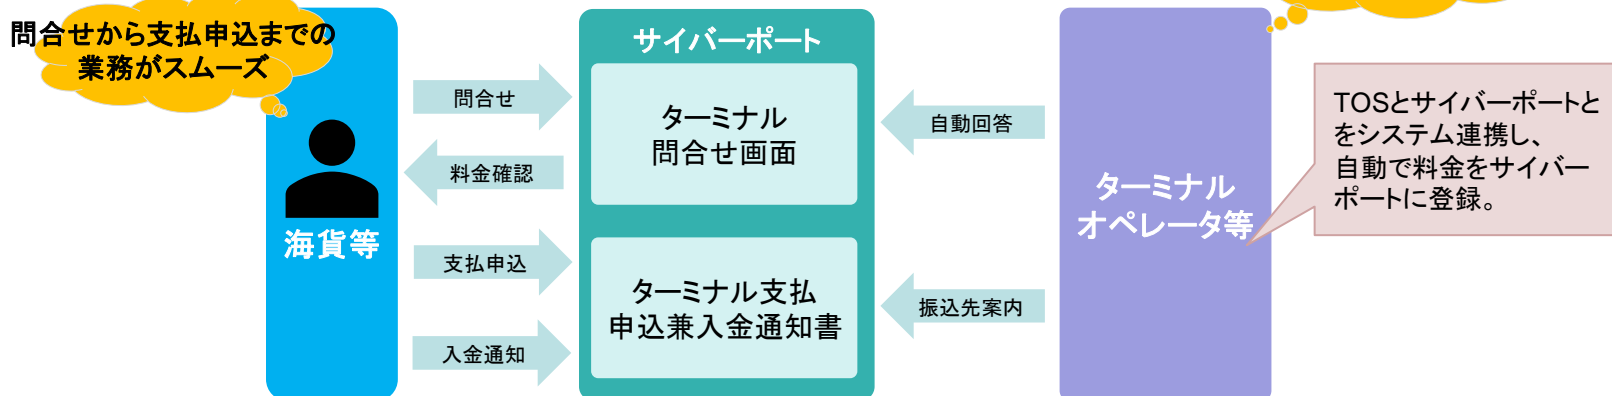 問合せから支払申込までの
業務がスムーズ
海貨等
問合せ
料金確認
支払申込
入金通知
サイバーポート
ターミナル
問合せ画面
ターミナル支払
申込兼入金通知書
自動回答
振込先案内
ターミナル
オペレータ等
TOSとサイバーポートと
をシステム連携し、
自動で料金をサイバー
ポートに登録。